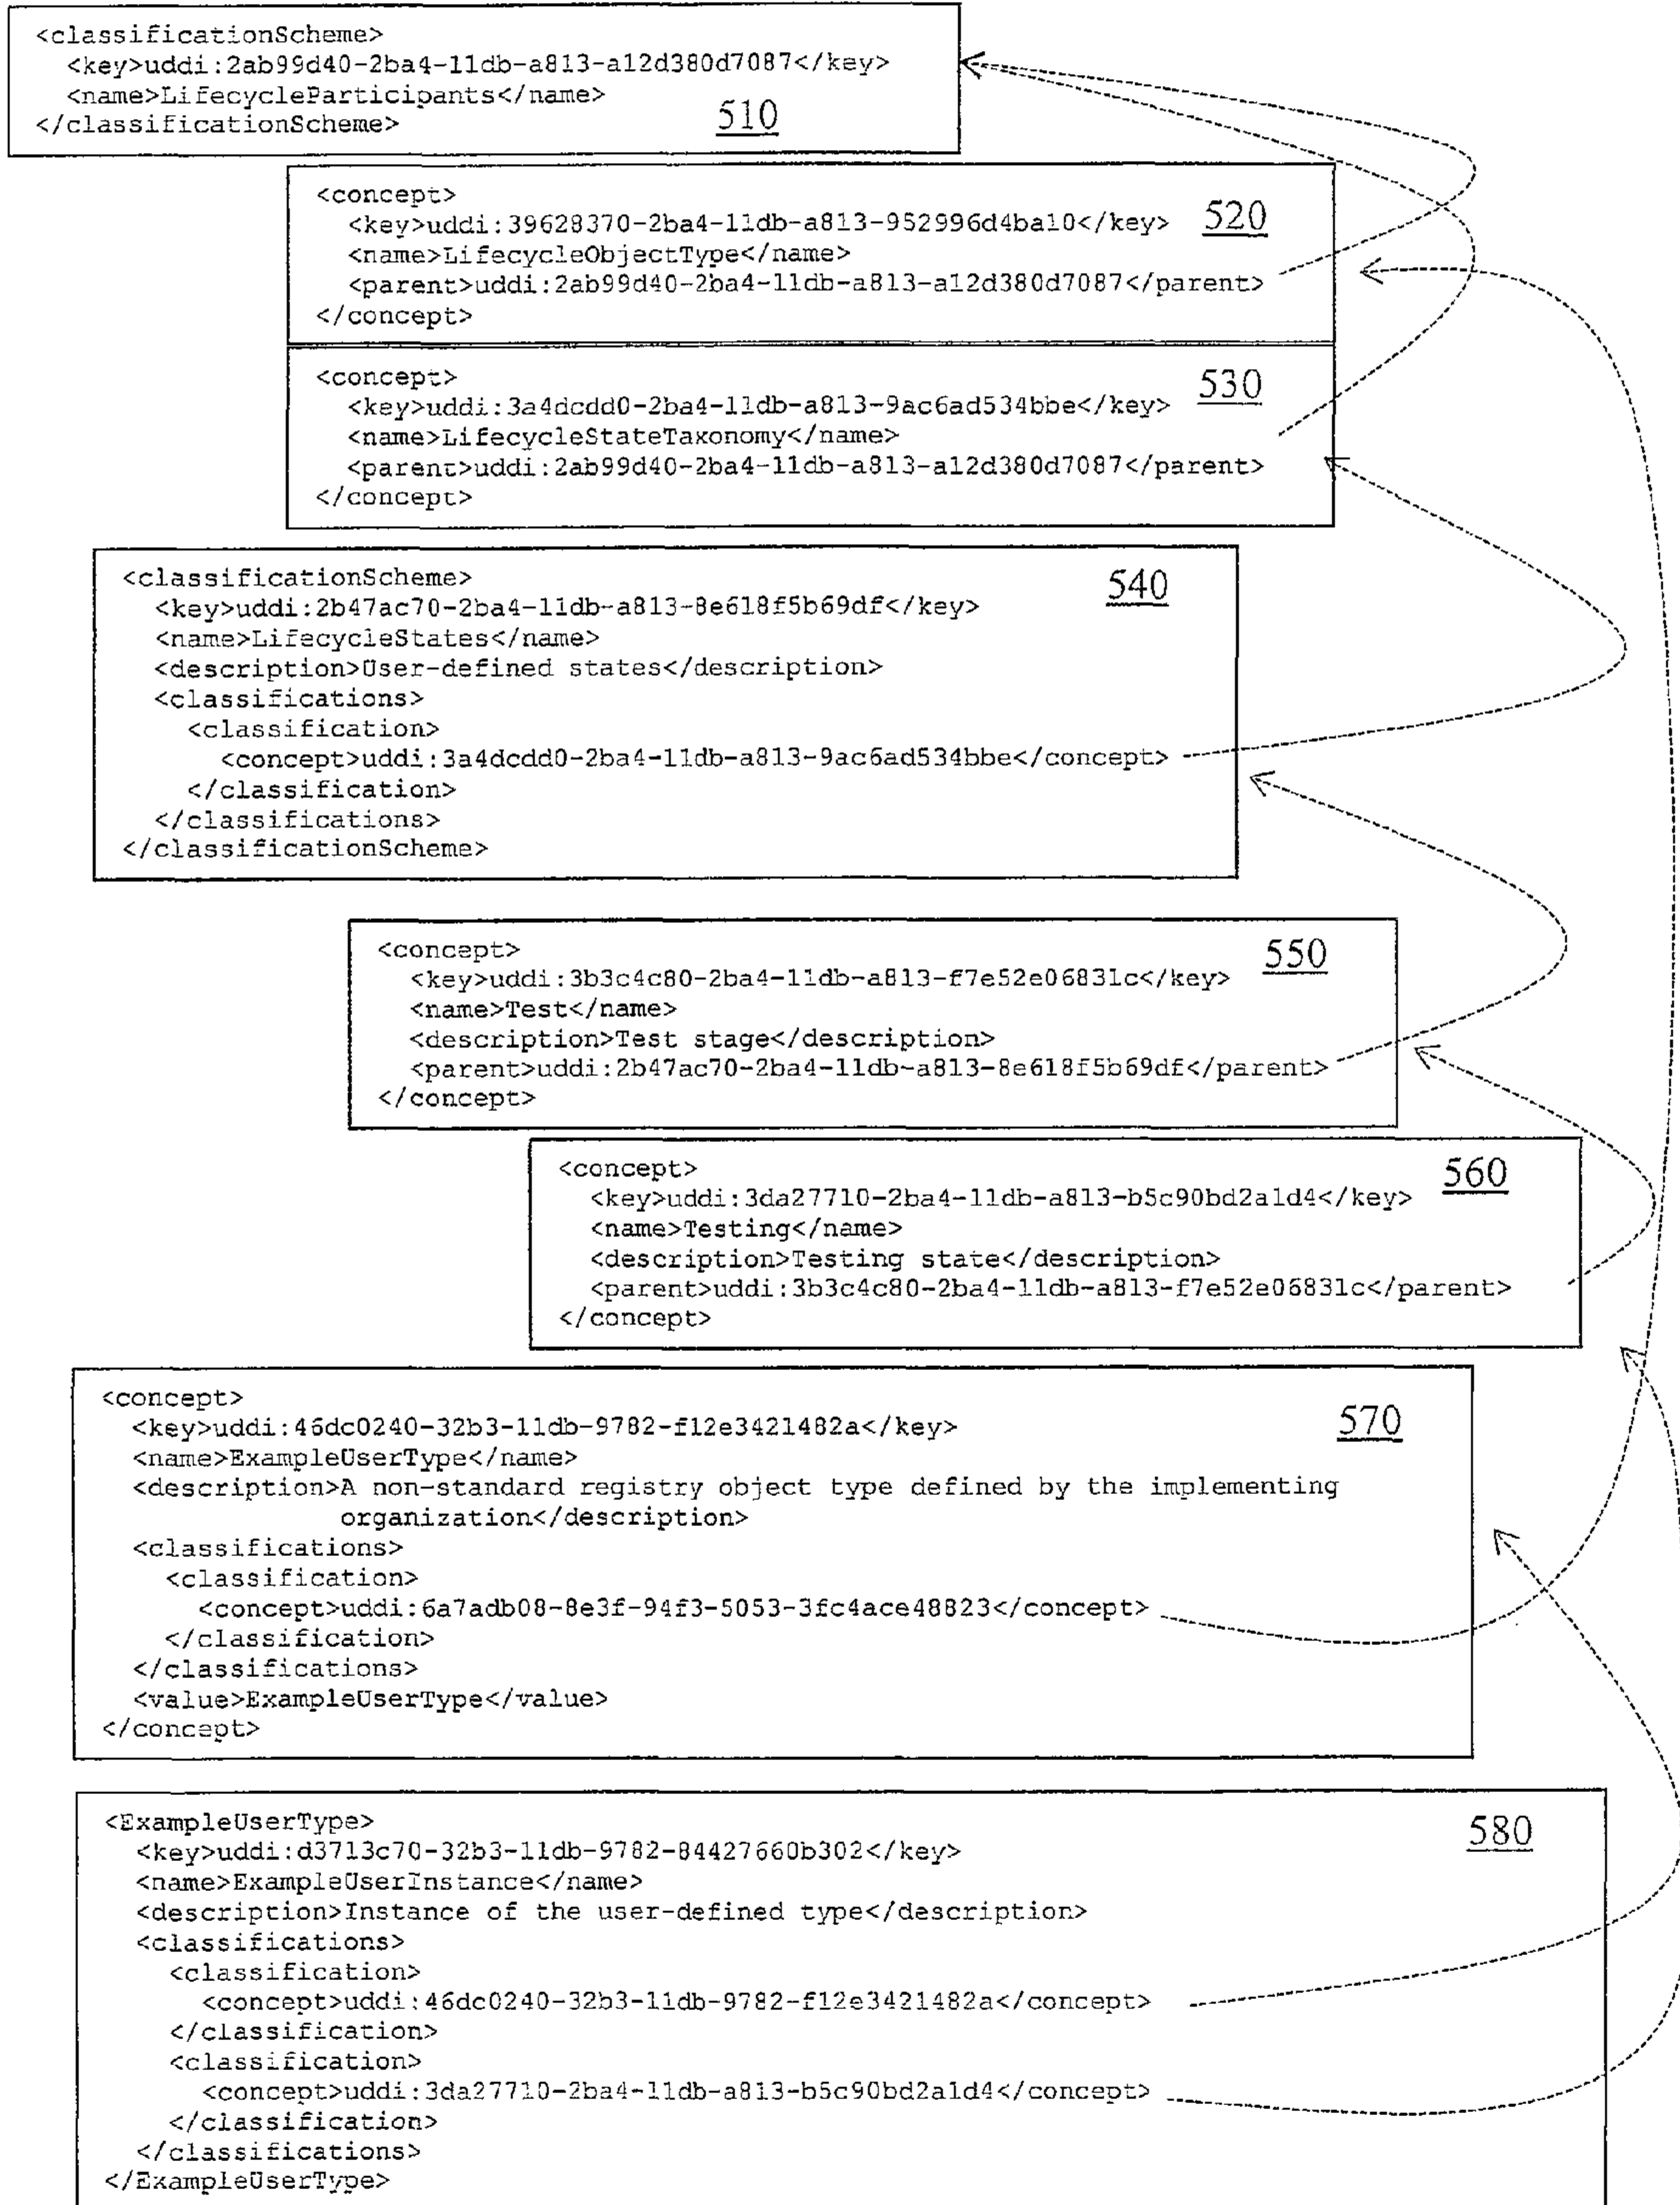 <classificationScheme>
<key>uddi:2ab99d40-2ba4-11db-a813-a12d380d7087</key>
<name>LifecycleParticipants</name>
</classificationScheme>
510
<concept>
<key>uddi:39628370-2ba4-11db-a813-952996d4ba10</key>
520
<name>LifecycleObjectType</name>
<parent>uddi:2ab99d40-2ba4-11db-a813-a12d380d7087</parent>
</concept>
<concept>
530
<key>uddi:3a4dcdd0-2ba4-11db-a813-9ac6ad534bbe</key>
<name>LifecycleStateTaxonomy</name>
<parent>uddi:2ab99d40-2ba4-11db-a813-a12d380d7087</parent>
</concept>
<classificationScheme>
540
<key>uddi:2b47ac70-2ba4-11db-a813-8e618f5b69df</key>
<name>LifecycleStates</name>
<description>User-defined states</description>
<classifications>
<classification>
<concept>uddi:3a4dcdd0-2ba4-11db-a813-9ac6ad534bbe</concept>
</classification>
</classifications>
</classificationScheme>
<concept>
550
<key>uddi:3b3c4c80-2ba4-11db-a813-f7e52e06831c</key>
<name>Test</name>
<description>Test stage</description>
<parent>uddi:2b47ac70-2ba4-11db-a813-8e618f5b69df</parent>
</concept>
<concept>
560
<key>uddi:3da27710-2ba4-11db-a813-b5c90bd2a1d4</key>
<name>Testing</name>
<description>Testing state</description>
<parent>uddi:3b3c4c80-2ba4-11db-a813-f7e52e06831c</parent>
</concept>
<concept>
<key>uddi:46dc0240-32b3-11db-9782-f12e3421482a</key>
570
<name>ExampleUserType</name>
<description>A non-standard registry object type defined by the implementing
organization</description>
<classifications>
<classification>
<concept>uddi:6a7adb08-8e3f-94f3-5053-3fc4ace48823</concept>
</classification>
</classifications>
<value>ExampleUserType</value>
</concept>
<ExampleUserType>
580
<key>uddi:d3713c70-32b3-11db-9782-84427660b302</key>
<name>ExampleUserInstance</name>
<description>Instance of the user-defined type</description>
<classifications>
<classification>
<concept>uddi:46dc0240-32b3-11db-9782-f12e3421482a</concept>
</classification>
<classification>
<concept>uddi:3da27710-2ba4-11db-a813-b5c90bd2a1d4</concept>
</classification>
</classifications>
</ExampleUserType>